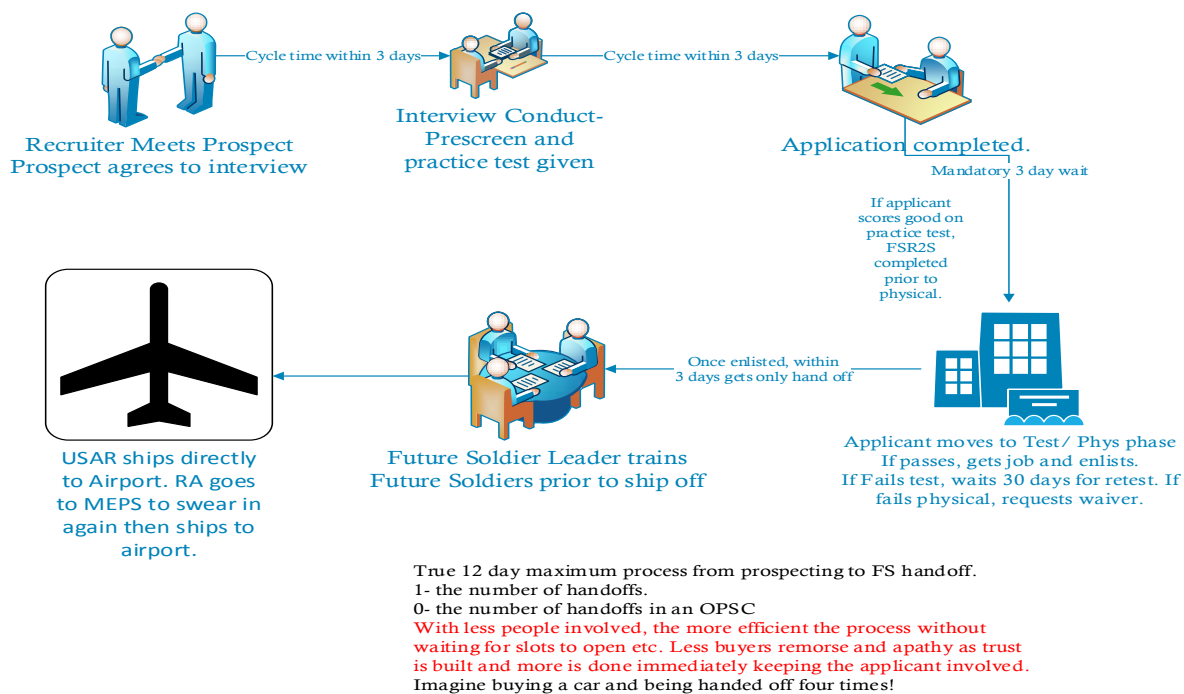 Cycle time within 3 days
Cycle time within 3 days
Recruiter Meets Prospect
Prospect agrees to interview
Interview Conduct-
Prescreen and
practice test given
Application completed.
Mandatory 3 day wait
If applicant
scores good on
practice test,
FSR2S
completed
prior to
physical.
Applicant moves to Test/ Phys phase
If passes, gets job and enlists.
If Fails test, waits 30 days for retest. If
fails physical, requests waiver.
Once enlisted, within
3 days gets only hand off
Future Soldier Leader trains
Future Soldiers prior to ship off
USAR ships directly
to Airport. RA goes
to MEPS to swear in
again then ships to
airport.
True 12 day maximum process from prospecting to FS handoff.
1- the number of handoffs.
0- the number of handoffs in an OPSC
With less people involved, the more efficient the process without
waiting for slots to open etc. Less buyers remorse and apathy as trust
is built and more is done immediately keeping the applicant involved.
Imagine buying a car and being handed off four times!